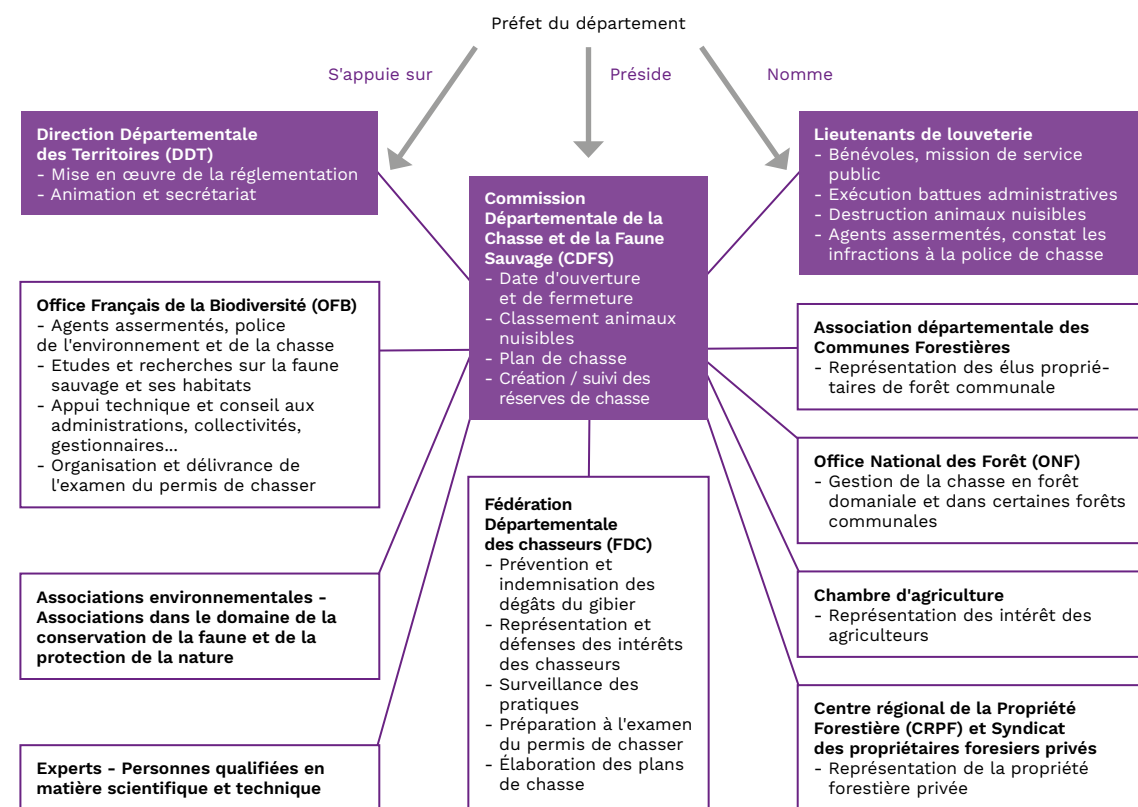 Préfet du département
S'appuie sur
Préside
Nomme
Direction Départementale
des Territoires (DDT)
- Mise en œuvre de la réglementation
- Animation et secrétariat
Commission
Départementale de la
Chasse et de la Faune
Sauvage (CDFS)
- Date d'ouverture
et de fermeture
- Classement animaux
nuisibles
- Plan de chasse
- Création / suivi des
réserves de chasse
Lieutenants de louveterie
- Bénévoles, mission de service
public
- Exécution battues administratives
- Destruction animaux nuisibles
- Agents assermentés, constat les
infractions à la police de chasse
Office Français de la Biodiversité (OFB)
- Agents assermentés, police
de l'environnement et de la chasse
- Etudes et recherches sur la faune
sauvage et ses habitats
- Appui technique et conseil aux
administrations, collectivités,
gestionnaires...
- Organisation et délivrance de
l'examen du permis de chasser
Associations environnementales -
Associations dans le domaine de la
conservation de la faune et de la
protection de la nature
Experts - Personnes qualifiées en
matière scientifique et technique
Fédération
Départementale
des chasseurs (FDC)
- Prévention et
indemnisation des
dégâts du gibier
- Représentation et
défenses des intérêts
des chasseurs
- Surveillance des
pratiques
- Préparation à l'examen
du permis de chasser
- Élaboration des plans
de chasse
Association départementale des
Communes Forestières
- Représentation des élus proprié-
taires de forêt communale
Office National des Forêt (ONF)
- Gestion de la chasse en forêt
domaniale et dans certaines forêts
communales
Chambre d'agriculture
- Représentation des intérêt des
agriculteurs
Centre régional de la Propriété
Forestière (CRPF) et Syndicat
des propriétaires foresiers privés
- Représentation de la propriété
forestière privée